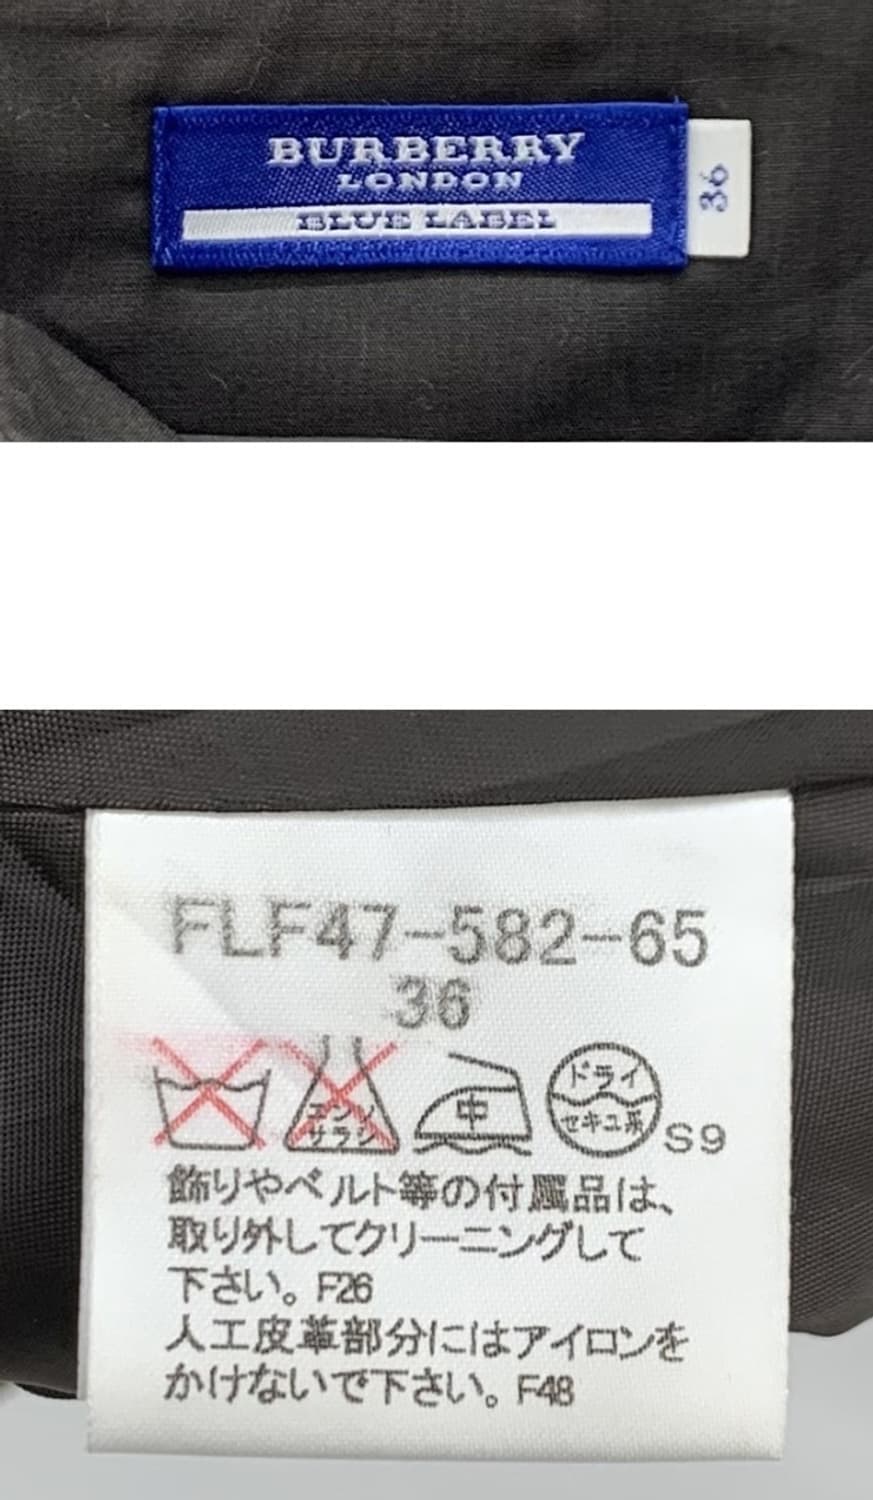 BURBERRY
LONDON
BLUE LABEL
36
FLF47-582-65
36
エンソ
サラシ
中
ドライ
セキユ系
S9
飾りやベルト等の付属品は、
取り外してクリーニングして
下さい。F26
人工皮革部分にはアイロンを
かけないで下さい。F48